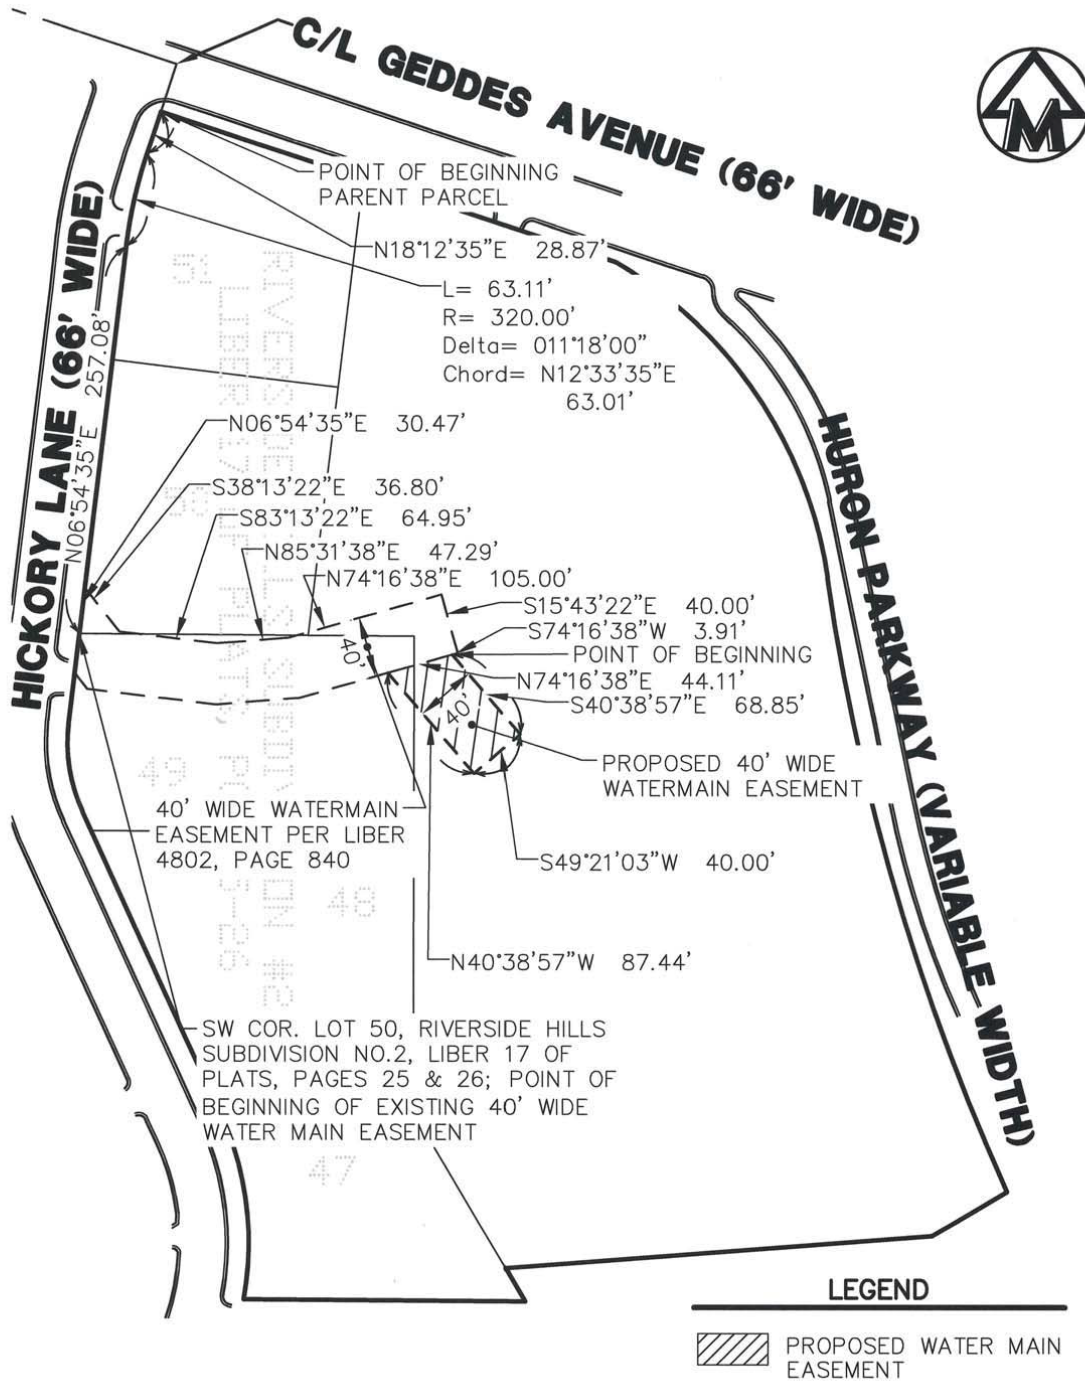 C/L GEDDES AVENUE (66' WIDE)
M
POINT OF BEGINNING
PARENT PARCEL
N18°12'35"E 28.87'
L= 63.11'
R= 320.00'
Delta= 011°18'00"
Chord= N12°33'35"E
63.01'
HICKORY LANE (66' WIDE)
N06°54'35"E 257.08'
51
N06°54'35"E 30.47'
S38°13'22"E 36.80'
S83°13'22"E 64.95'
N85°31'38"E 47.29'
N74°16'38"E 105.00'
S15°43'22"E 40.00'
S74°16'38"W 3.91'
POINT OF BEGINNING
N74°16'38"E 44.11'
S40°38'57"E 68.85'
40'
40'
PROPOSED 40' WIDE
WATERMAIN EASEMENT
49
40' WIDE WATERMAIN
EASEMENT PER LIBER
4802, PAGE 840
S49°21'03"W 40.00'
48
N40°38'57"W 87.44'
SW COR. LOT 50, RIVERSIDE HILLS
SUBDIVISION NO.2, LIBER 17 OF
PLATS, PAGES 25 & 26; POINT OF
BEGINNING OF EXISTING 40' WIDE
WATER MAIN EASEMENT
47
HURON PARKWAY (VARIABLE WIDTH)
LEGEND
PROPOSED WATER MAIN
EASEMENT